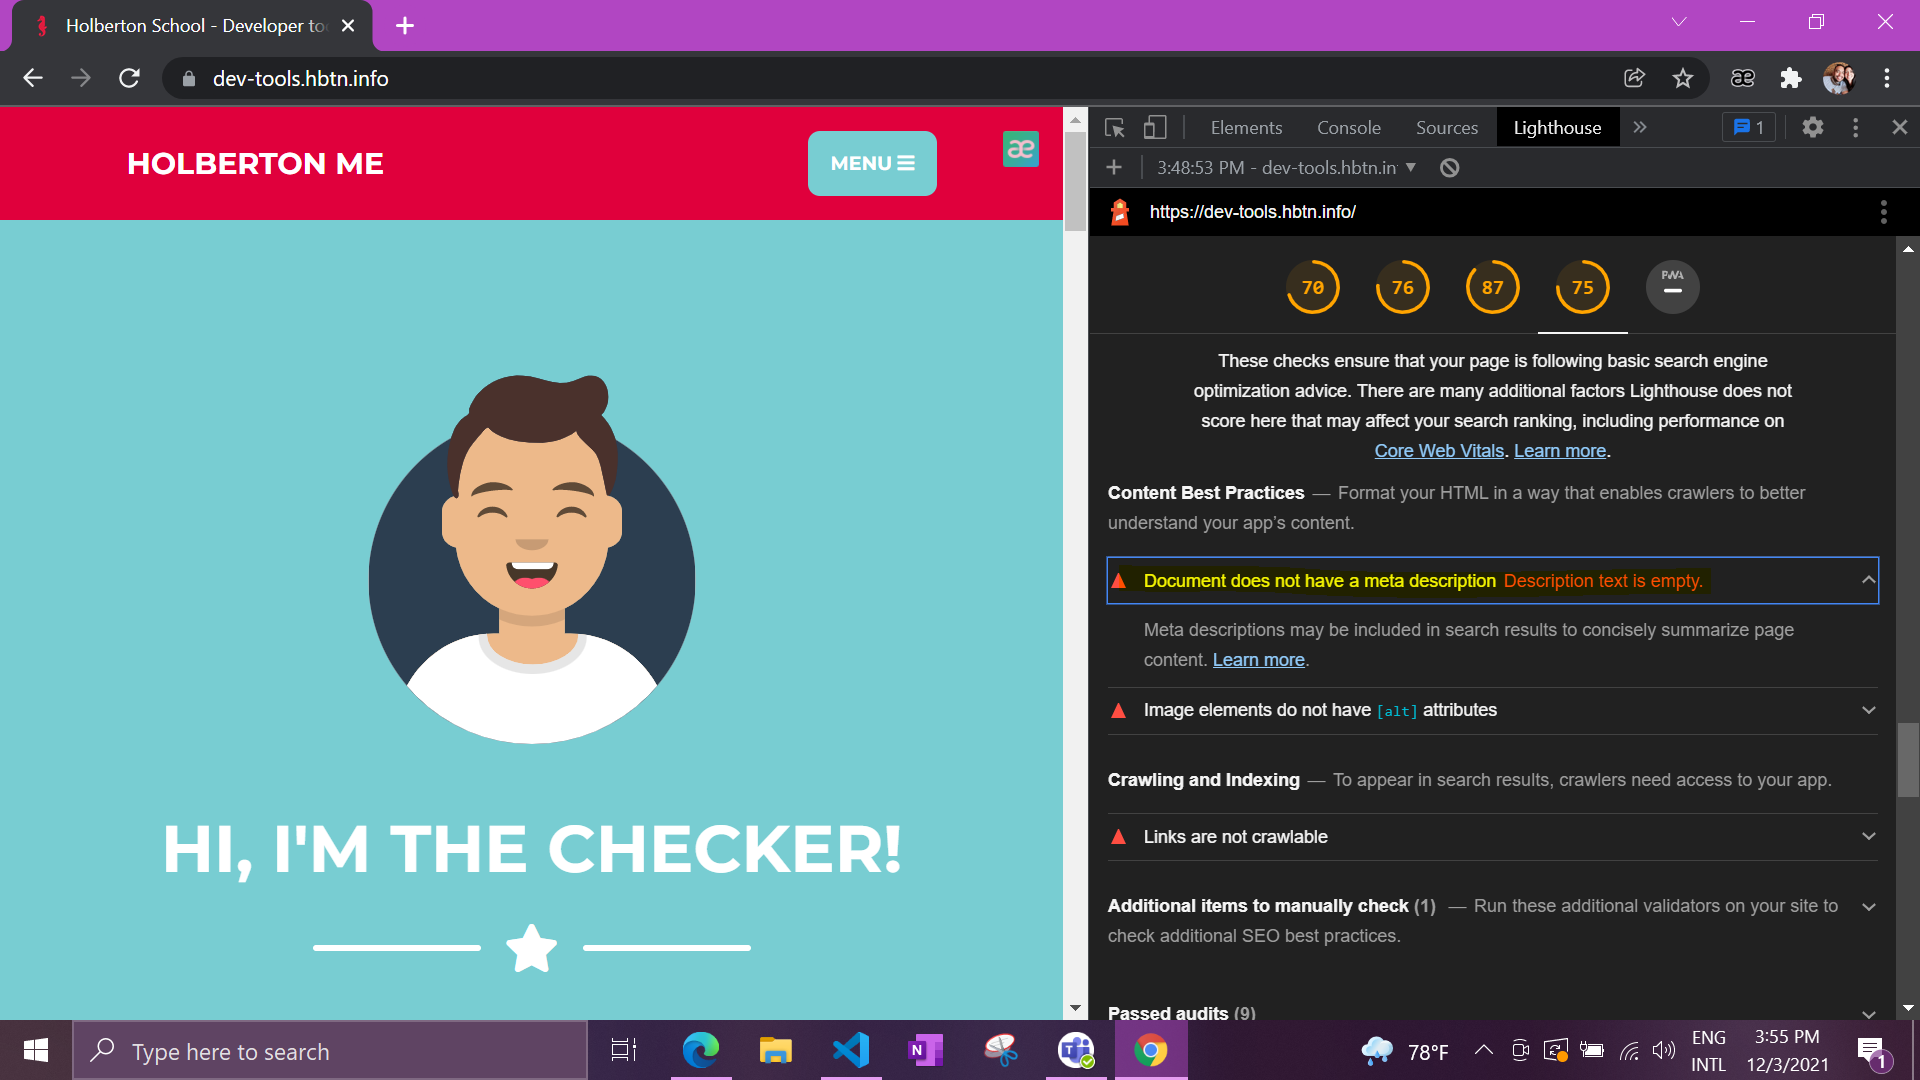 Holberton School - Developer to
dev-tools.hbtn.info
æ
HOLBERTON ME
MENU
æ
HI, I'M THE CHECKER!
Elements
Console
Sources
Lighthouse
1
3:48:53 PM - dev-tools.hbtn.in
https://dev-tools.hbtn.info/
70
76
87
75
PWA
These checks ensure that your page is following basic search engine
optimization advice. There are many additional factors Lighthouse does not
score here that may affect your search ranking, including performance on
Core Web Vitals. Learn more.
Content Best Practices — Format your HTML in a way that enables crawlers to better
understand your app's content.
Document does not have a meta description Description text is empty.
Meta descriptions may be included in search results to concisely summarize page
content. Learn more.
Image elements do not have [alt] attributes
Crawling and Indexing — To appear in search results, crawlers need access to your app.
Links are not crawlable
Additional items to manually check (1) — Run these additional validators on your site to
check additional SEO best practices.
Passed audits (9)
Type here to search
N
T
78°F
ENG
INTL
3:55 PM
12/3/2021
1